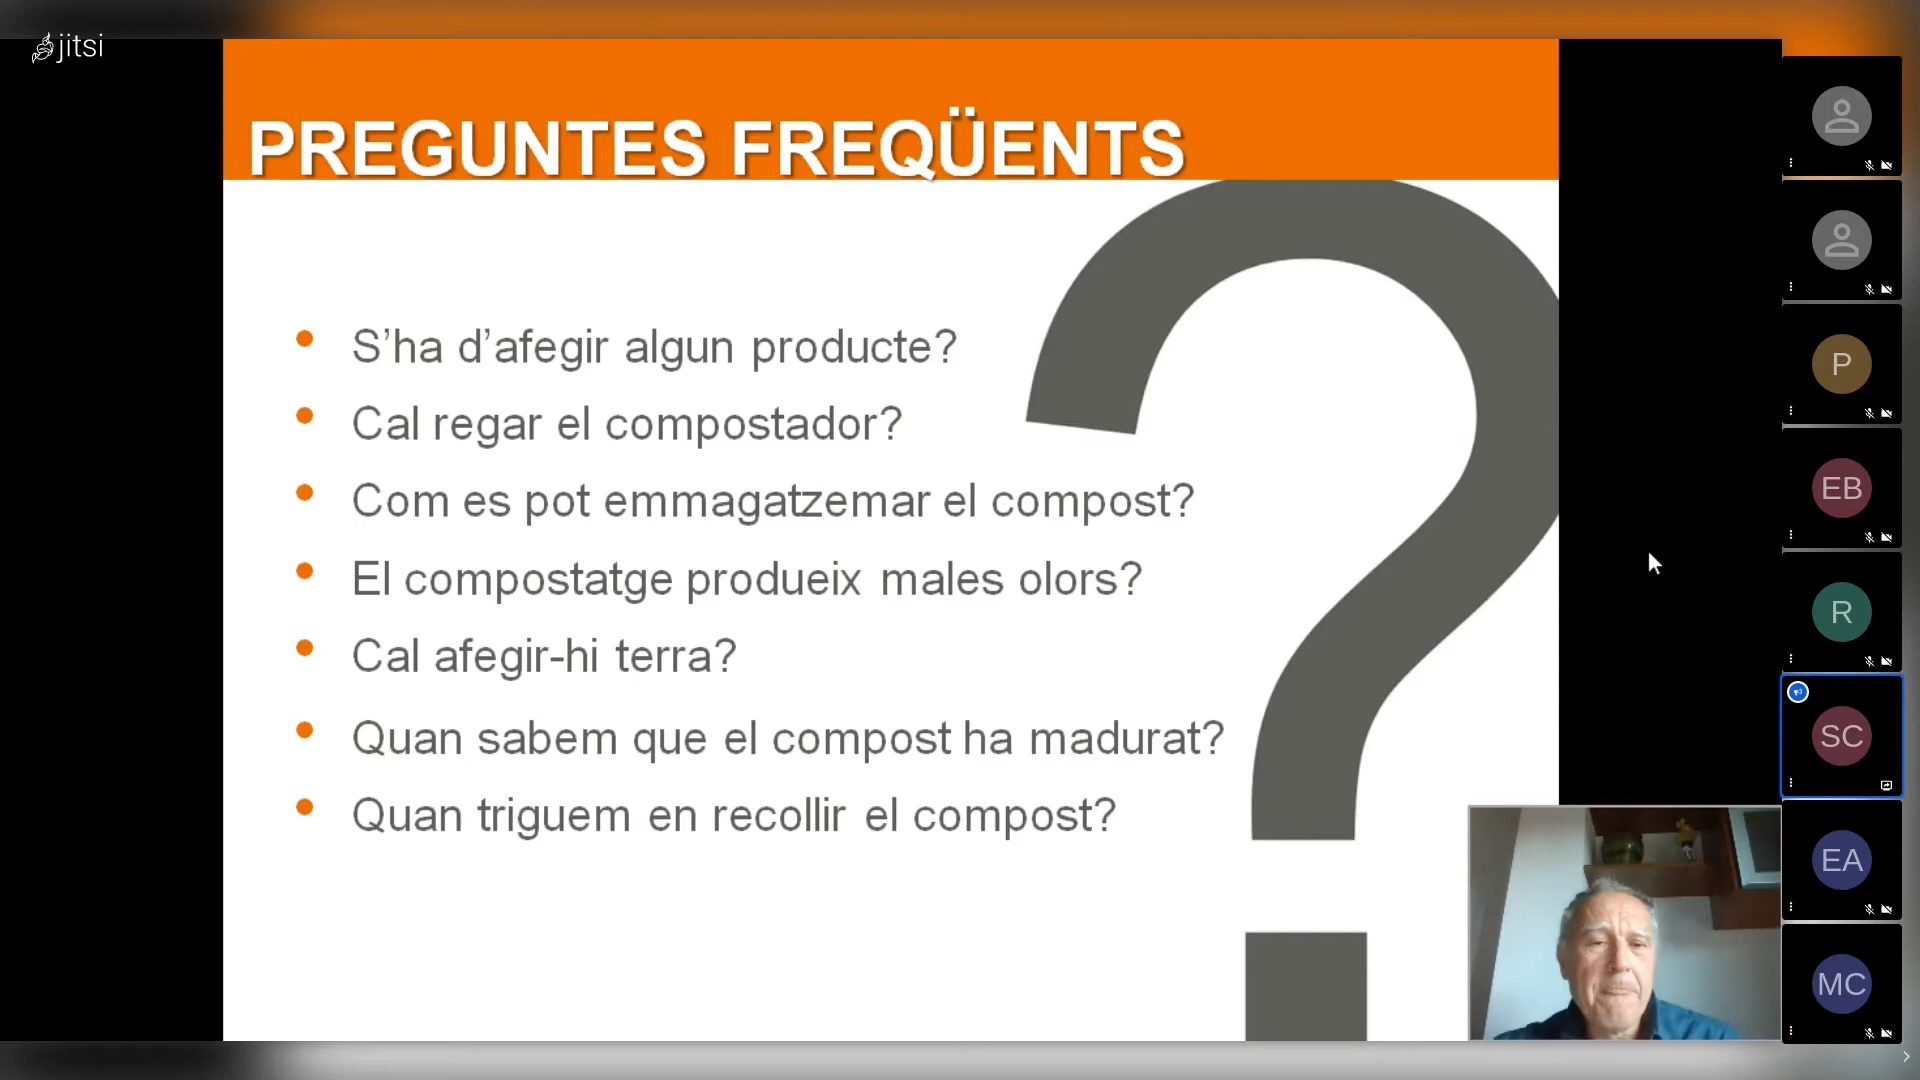 jitsi
PREGUNTES FREQÜENTS
S’ha d’afegir algun producte?
Cal regar el compostador?
Com es pot emmagatzemar el compost?
El compostatge produeix males olors?
Cal afegir-hi terra?
Quan sabem que el compost ha madurat?
Quan triguem en recollir el compost?
P
EB
R
SC
EA
MC